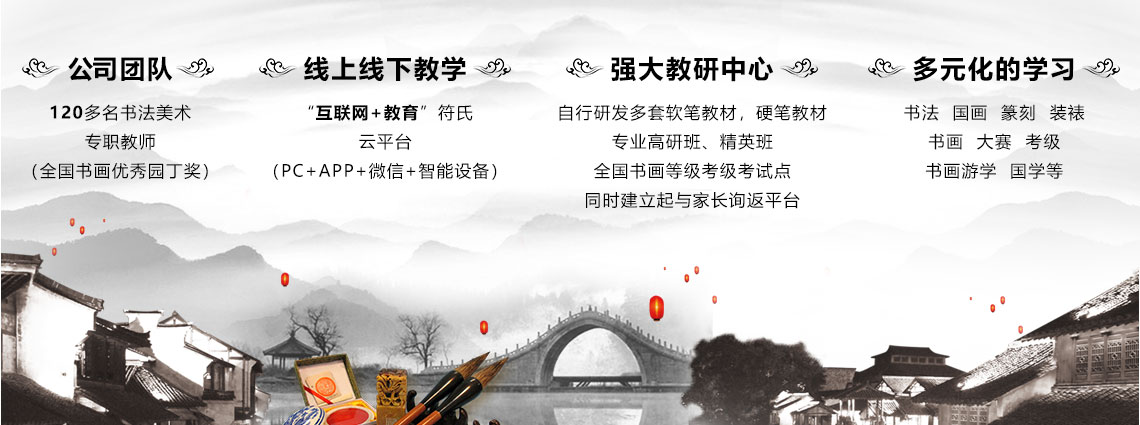 公司团队
120多名书法美术
专职教师
（全国书画优秀园丁奖）
线上线下教学
“互联网+教育”符氏
云平台
（PC+APP+微信+智能设备）
强大教研中心
自行研发多套软笔教材，硬笔教材
专业高研班、精英班
全国书画等级考级考试点
同时建立起与家长询返平台
多元化的学习
书法 国画 篆刻 装裱
书画 大赛 考级
书画游学 国学等